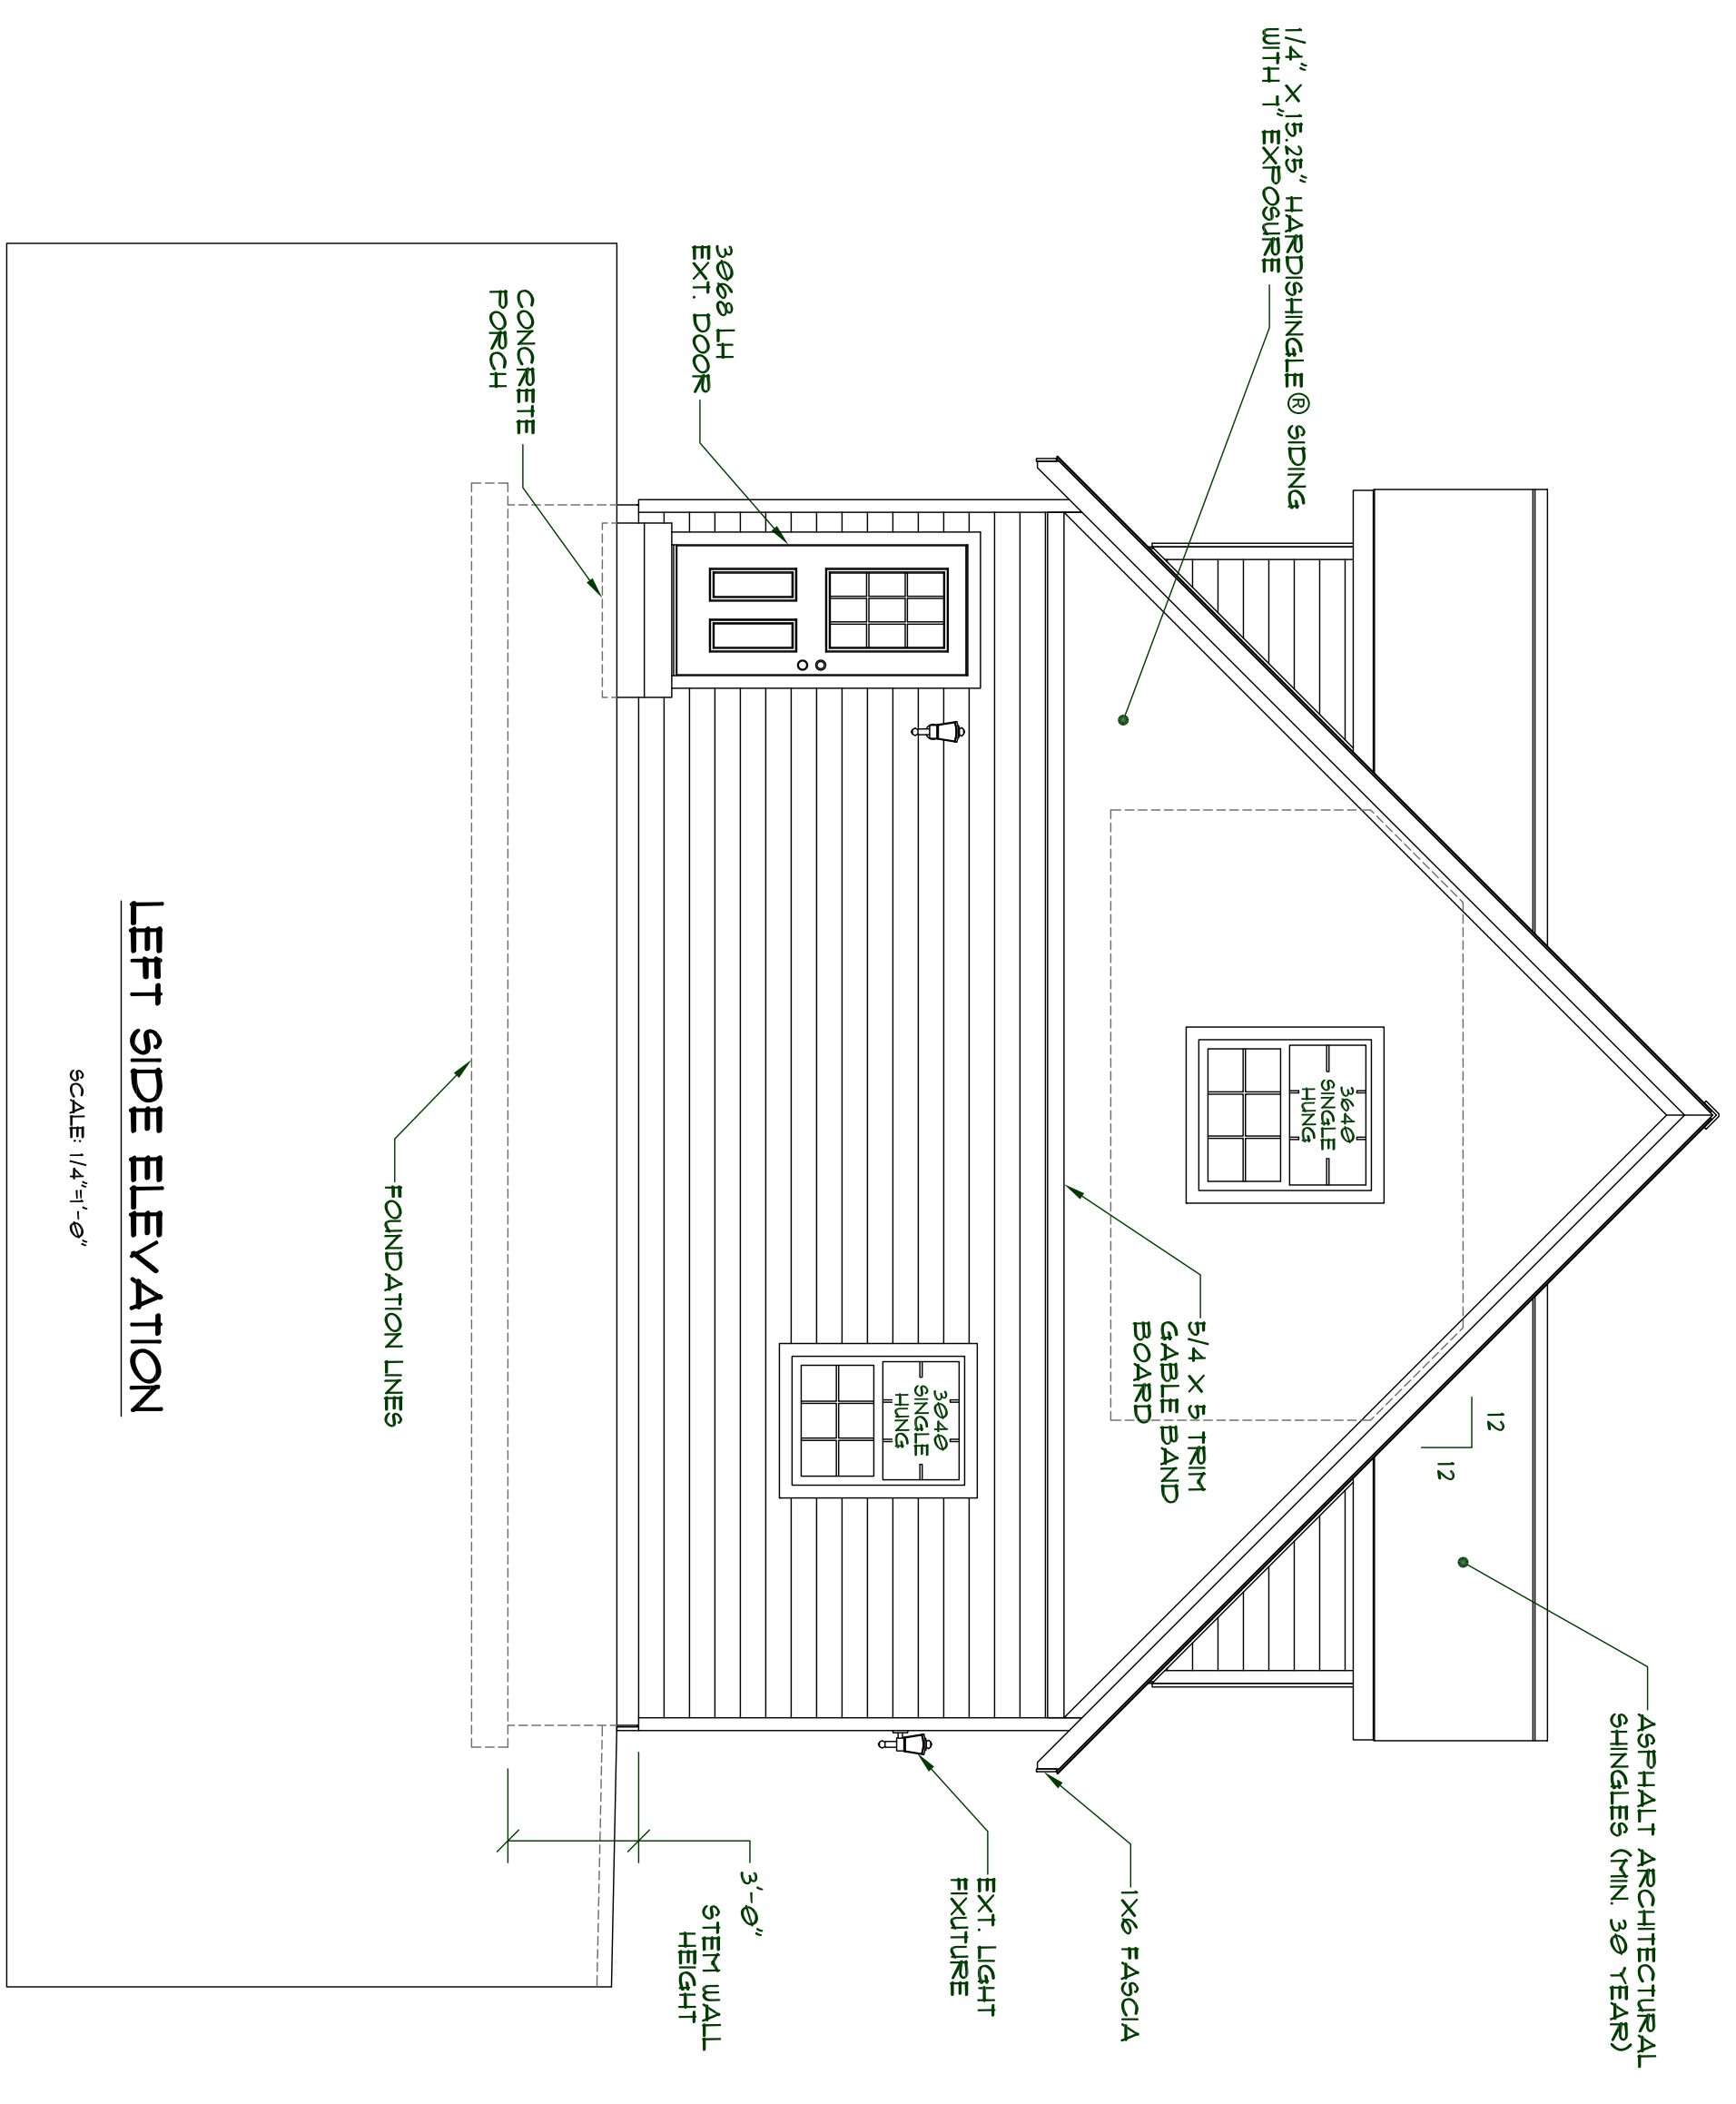 ASPHALT ARCHITECTURAL
SHINGLES (MIN. 30 YEAR)
12
12
1/4" X 15.25" HARDISHINGLE® SIDING
WITH 7" EXPOSURE
3640
SINGLE
HUNG
5/4 X 5 TRIM
GABLE BAND
BOARD
1X6 FASCIA
EXT. LIGHT
FIXUTURE
3040
SINGLE
HUNG
3068 LH
EXT. DOOR
3'-0"
STEM WALL
HEIGHT
CONCRETE
PORCH
FOUNDATION LINES
LEFT SIDE ELEVATION
SCALE: 1/4"=1'-0"